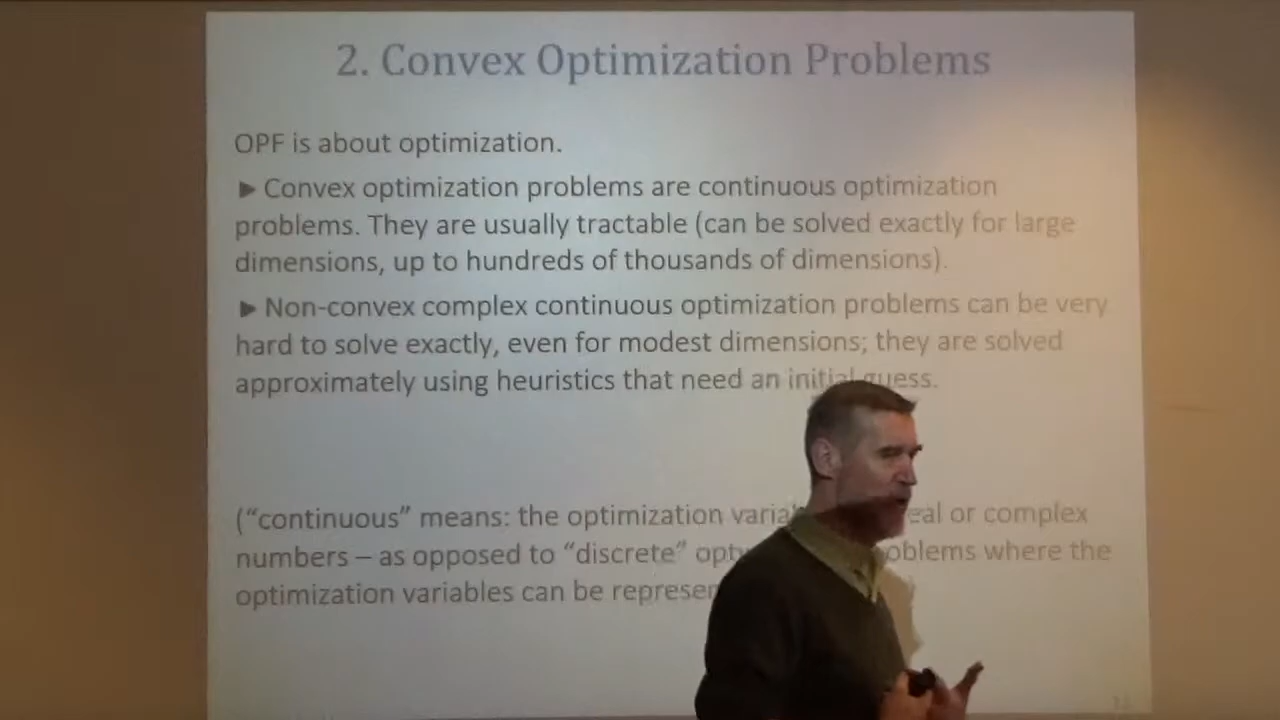 2. Convex Optimization Problems
OPF is about optimization.
► Convex optimization problems are continuous optimization
problems. They are usually tractable (can be solved exactly for large
dimensions, up to hundreds of thousands of dimensions).
► Non-convex complex continuous optimization problems can be very
hard to solve exactly, even for modest dimensions; they are solved
approximately using heuristics that need an initial guess.
(“continuous” means: the optimization or complex
numbers – as opposed to “discrete” where the
optimization variables can be